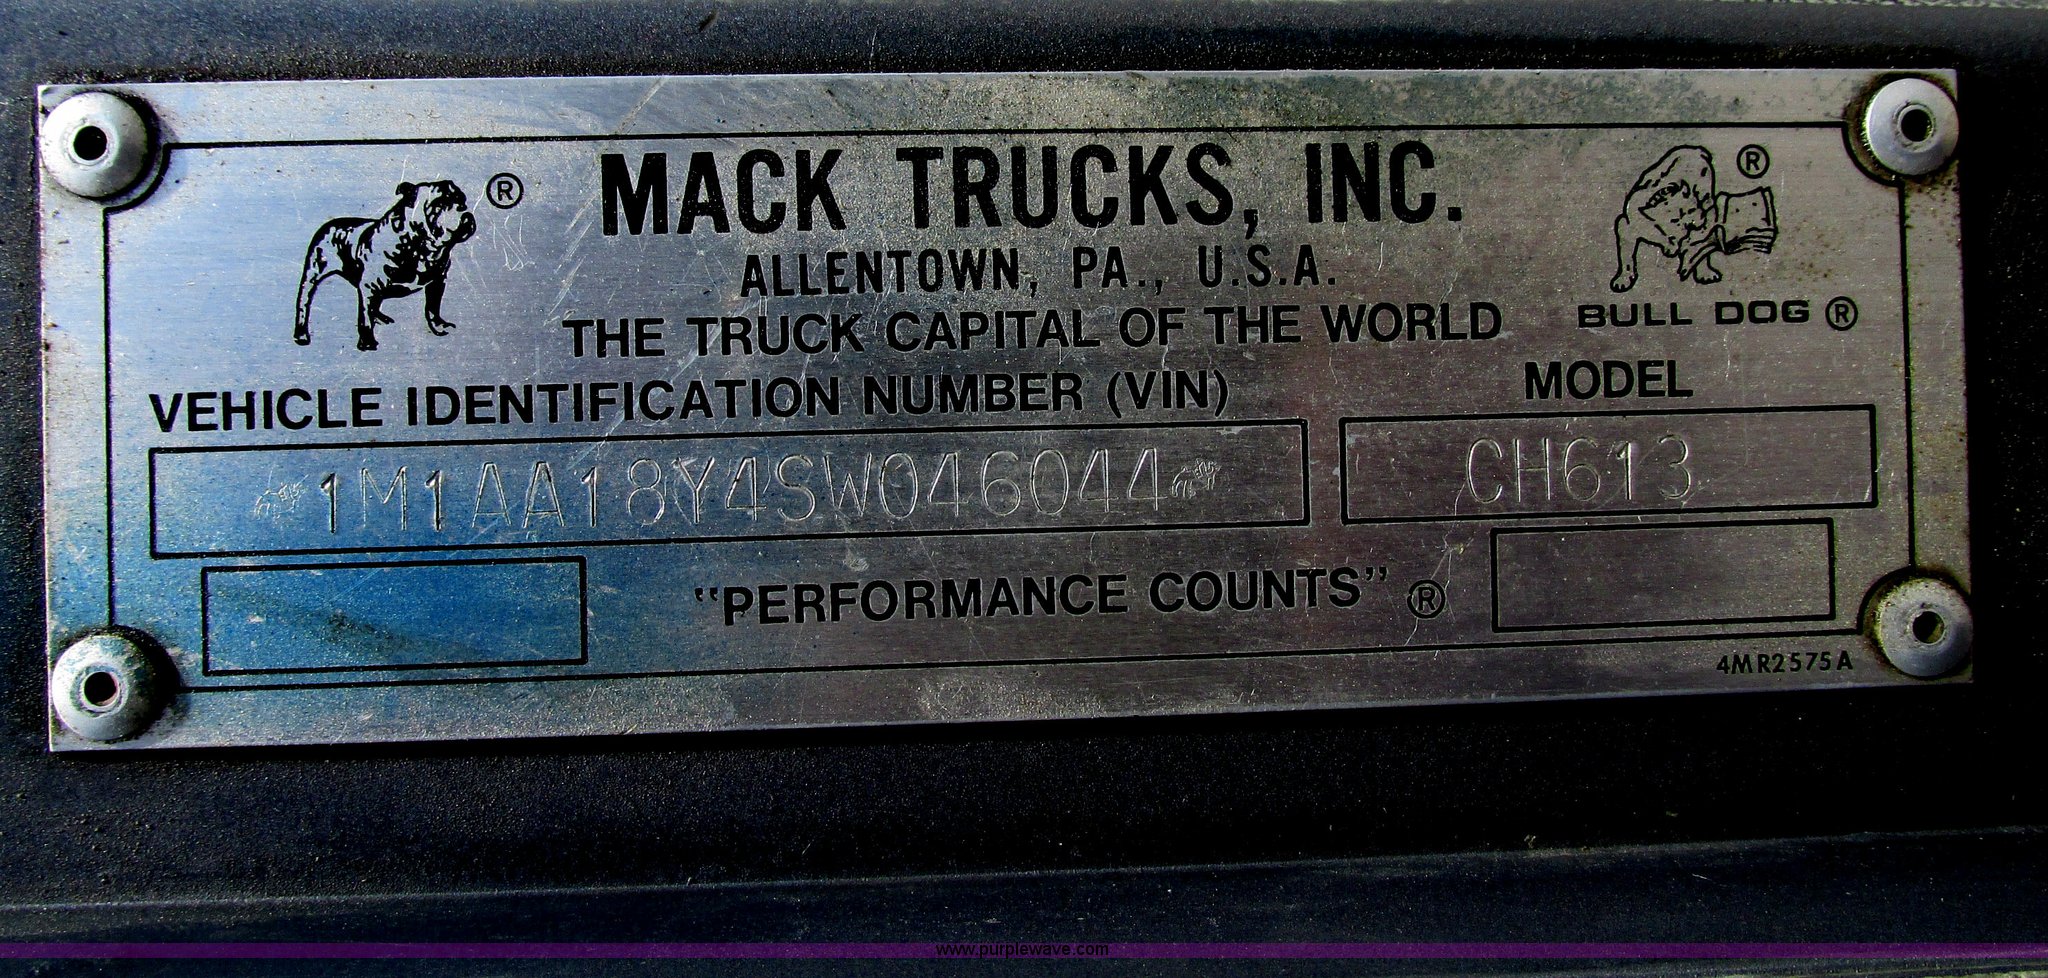 MACK TRUCKS, INC.
ALLENTOWN, PA., U.S.A.
THE TRUCK CAPITAL OF THE WORLD
®
®
BULL DOG ®
VEHICLE IDENTIFICATION NUMBER (VIN)
MODEL
1M1AA18Y4SW046044
CH613
"PERFORMANCE COUNTS" ®
4MR2575A
www.purplewave.com